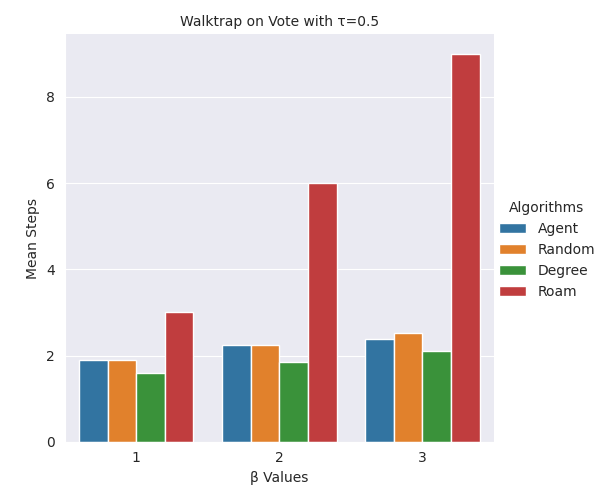 Walktrap on Vote with τ=0.5
8
6
4
2
0
Mean Steps
1 2 3
β Values
Algorithms
Agent
Random
Degree
Roam